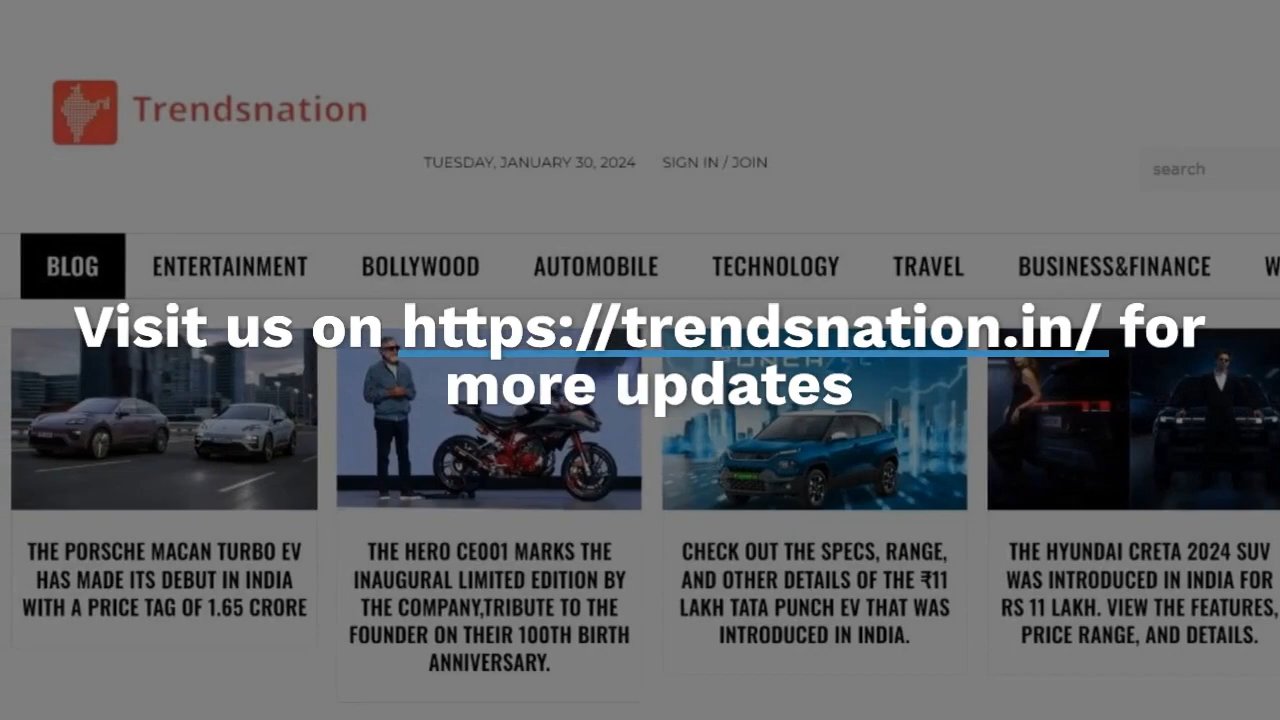 Trendsnation
TUESDAY, JANUARY 30, 2024 SIGN IN / JOIN
search
BLOG ENTERTAINMENT BOLLYWOOD AUTOMOBILE TECHNOLOGY TRAVEL BUSINESS&FINANCE W
Visit us on https://trendsnation.in/ for
more updates
THE PORSCHE MACAN TURBO EV
HAS MADE ITS DEBUT IN INDIA
WITH A PRICE TAG OF 1.65 CRORE
THE HERO CE001 MARKS THE
INAUGURAL LIMITED EDITION BY
THE COMPANY,TRIBUTE TO THE
FOUNDER ON THEIR 100TH BIRTH
ANNIVERSARY.
CHECK OUT THE SPECS, RANGE,
AND OTHER DETAILS OF THE ₹11
LAKH TATA PUNCH EV THAT WAS
INTRODUCED IN INDIA.
THE HYUNDAI CRETA 2024 SUV
WAS INTRODUCED IN INDIA FOR
RS 11 LAKH. VIEW THE FEATURES,
PRICE RANGE, AND DETAILS.